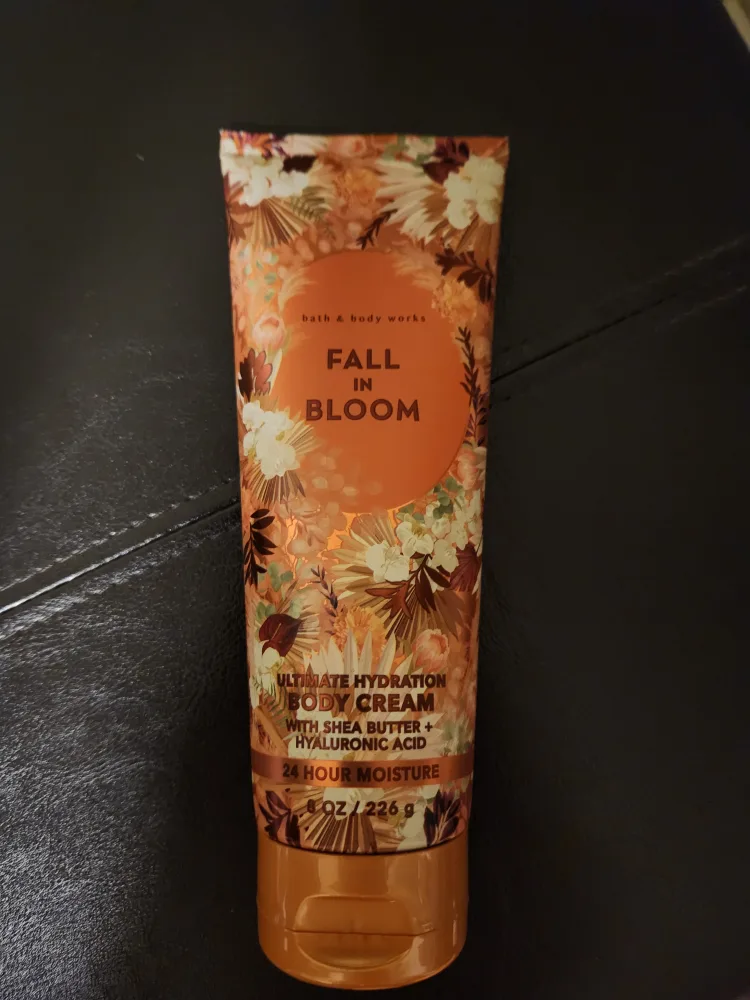 bath & body works
FALL
IN
BLOOM
ULTIMATE HYDRATION
BODY CREAM
WITH SHEA BUTTER +
HYALURONIC ACID
24 HOUR MOISTURE
8 OZ / 226 g